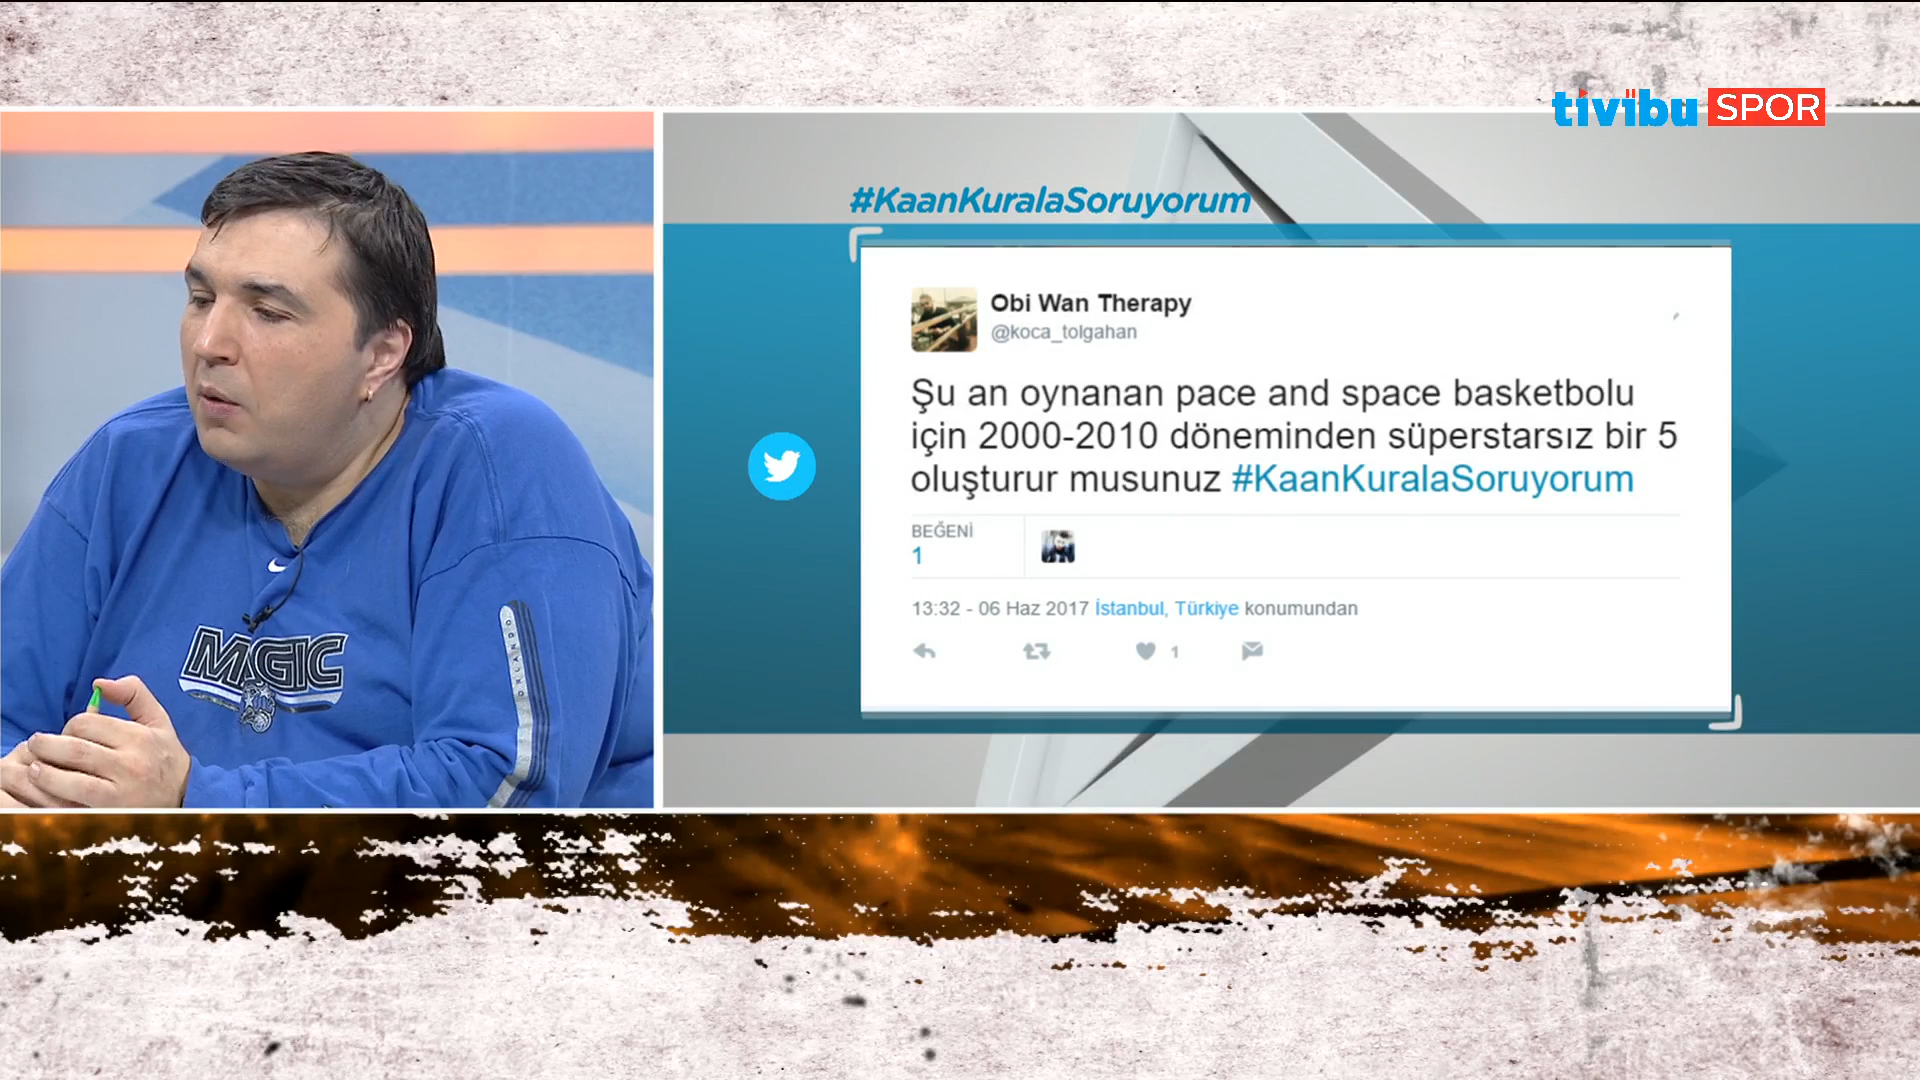 tivibu SPOR
#KaanKuralaSoruyorum
Obi Wan Therapy
@koca_tolgahan
Şu an oynanan pace and space basketbolu
için 2000-2010 döneminden süperstarsız bir 5
oluşturur musunuz #KaanKuralaSoruyorum
BEĞENİ
1
13:32 - 06 Haz 2017 İstanbul, Türkiye konumundan
1
MAGIC
ORLANDO